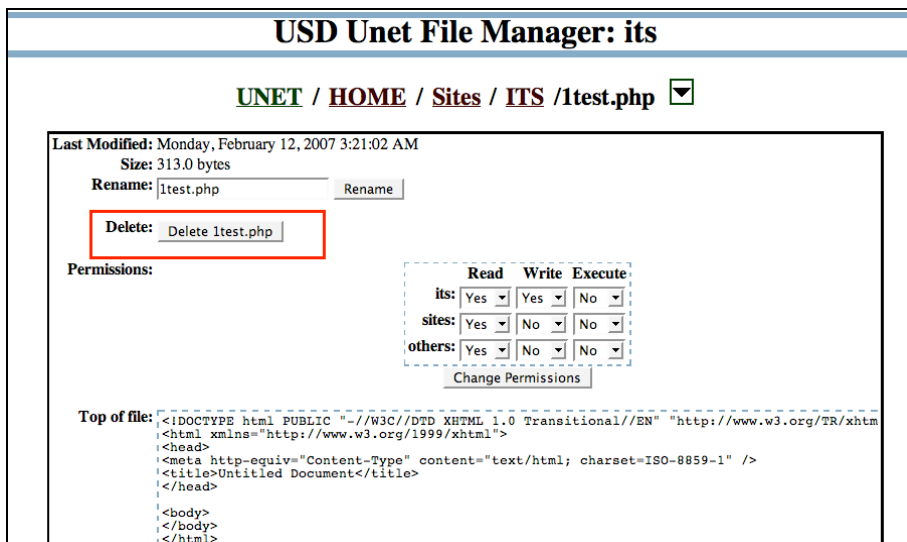 USD Unet File Manager: its
UNET / HOME / Sites / ITS /1test.php
Last Modified: Monday, February 12, 2007 3:21:02 AM
Size: 313.0 bytes
Rename: 1test.php Rename
Delete: Delete 1test.php
Permissions:
Read Write Execute
its: Yes Yes No
sites: Yes No No
others: Yes No No
Change Permissions
Top of file: <!DOCTYPE html PUBLIC "-//W3C//DTD XHTML 1.0 Transitional//EN" "http://www.w3.org/TR/xhtm
<html xmlns="http://www.w3.org/1999/xhtml">
<head>
<meta http-equiv="Content-Type" content="text/html; charset=ISO-8859-1" />
<title>Untitled Document</title>
</head>
<body>
</body>
</html>